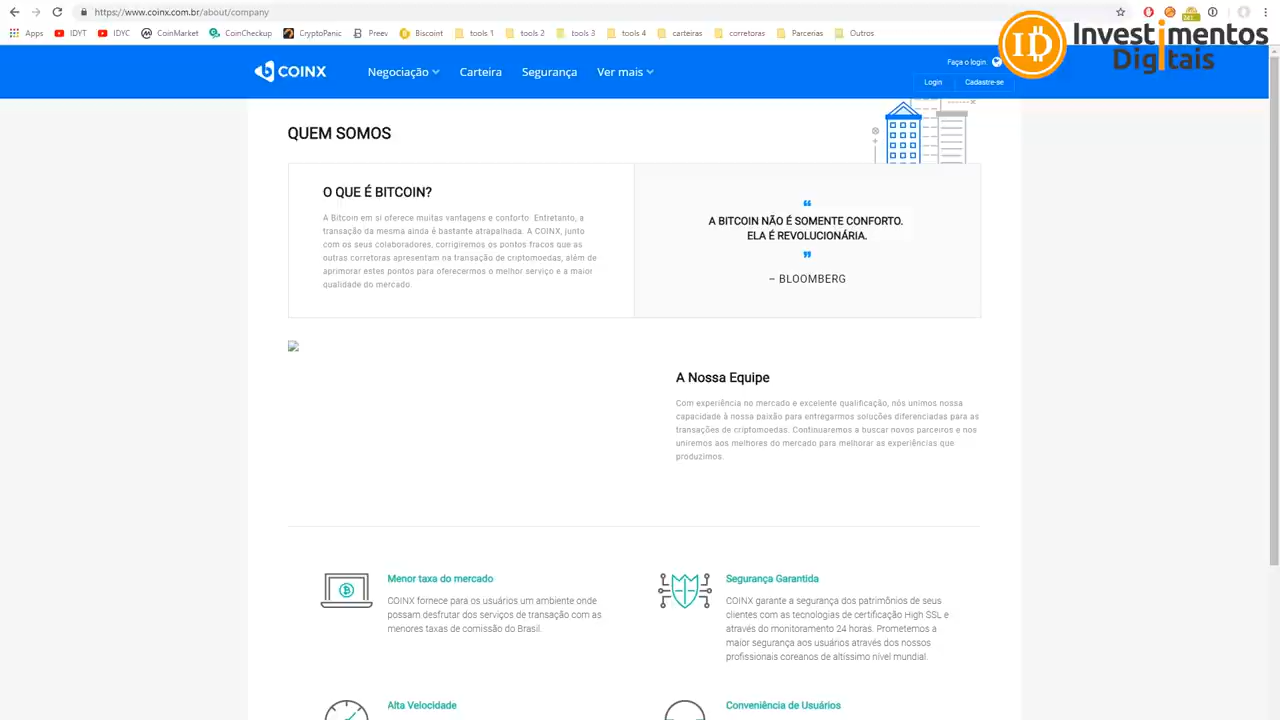 https://www.coinx.com.br/about/company
Apps IDYT IDYC CoinMarket CoinCheckup CryptoPanic Preev Biscoint tools 1 tools 2 tools 3 tools 4 carteiras corretoras Parcerias Outros
ID Investimentos
Digitais
COINX Negociação Carteira Segurança Ver mais
Faça o login
Login Cadastre-se
QUEM SOMOS
O QUE É BITCOIN?
A Bitcoin em si oferece muitas vantagens e conforto. Entretanto, a
transação da mesma ainda é bastante atrapalhada. A COINX, junto
com os seus colaboradores, corrigiremos os pontos fracos que as
outras corretoras apresentam na transação de criptomoedas, além de
aprimorar estes pontos para oferecermos o melhor serviço e a maior
qualidade do mercado.
“
A BITCOIN NÃO É SOMENTE CONFORTO.
ELA É REVOLUCIONÁRIA.
”
– BLOOMBERG
A Nossa Equipe
Com experiência no mercado e excelente qualificação, nós unimos nossa
capacidade à nossa paixão para entregarmos soluções diferenciadas para as
transações de criptomoedas. Continuaremos a buscar novos parceiros e nos
uniremos aos melhores do mercado para melhorar as experiências que
produzimos.
Menor taxa do mercado
COINX fornece para os usuários um ambiente onde
possam desfrutar dos serviços de transação com as
menores taxas de comissão do Brasil.
Segurança Garantida
COINX garante a segurança dos patrimônios de seus
clientes com as tecnologias de certificação High SSL e
através do monitoramento 24 horas. Prometemos a
maior segurança aos usuários através dos nossos
profissionais coreanos de altíssimo nível mundial.
Alta Velocidade
Conveniência de Usuários